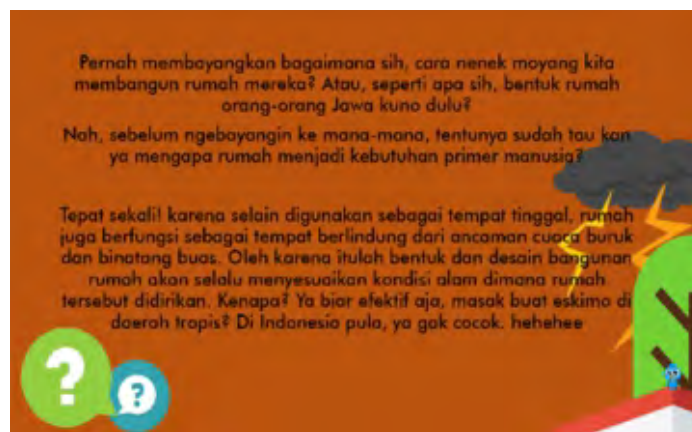 Pernah membayangkan bagaimana sih, cara nenek moyang kita
membangun rumah mereka? Atau, seperti apa sih, bentuk rumah
orang-orang Jawa kuno dulu?
Nah, sebelum ngebayangin ke mana-mana, tentunya sudah tau kan
ya mengapa rumah menjadi kebutuhan primer manusia?
Tepat sekali! karena selain digunakan sebagai tempat tinggal, rumah
juga berfungsi sebagai tempat berlindung dari ancaman cuaca buruk
dan binatang buas. Oleh karena itulah bentuk dan desain bangunan
rumah akan selalu menyesuaikan kondisi alam dimana rumah
tersebut didirikan. Kenapa? Ya biar efektif aja, masak buat eskimo di
daerah tropis? Di Indonesia pula, ya gak cocok. hehehee
? ?